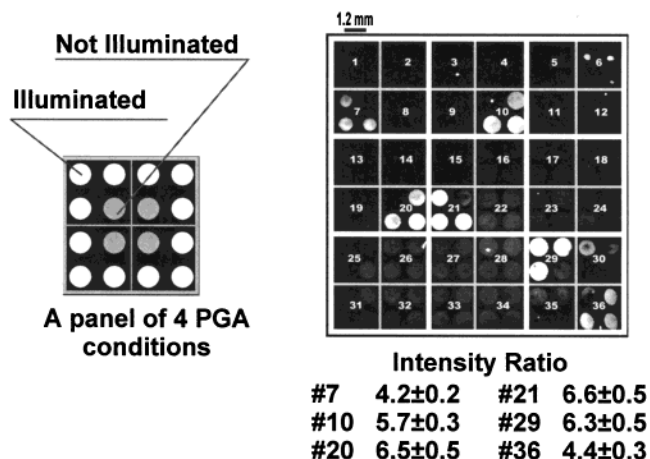 1.2 mm
Not Illuminated
Illuminated
A panel of 4 PGA
conditions
1 2 3 4 5 6
7 8 9 10 11 12
13 14 15 16 17 18
19 20 21 22 23 24
25 26 27 28 29 30
31 32 33 34 35 36
Intensity Ratio
#7 4.2±0.2 #21 6.6±0.5
#10 5.7±0.3 #29 6.3±0.5
#20 6.5±0.5 #36 4.4±0.3